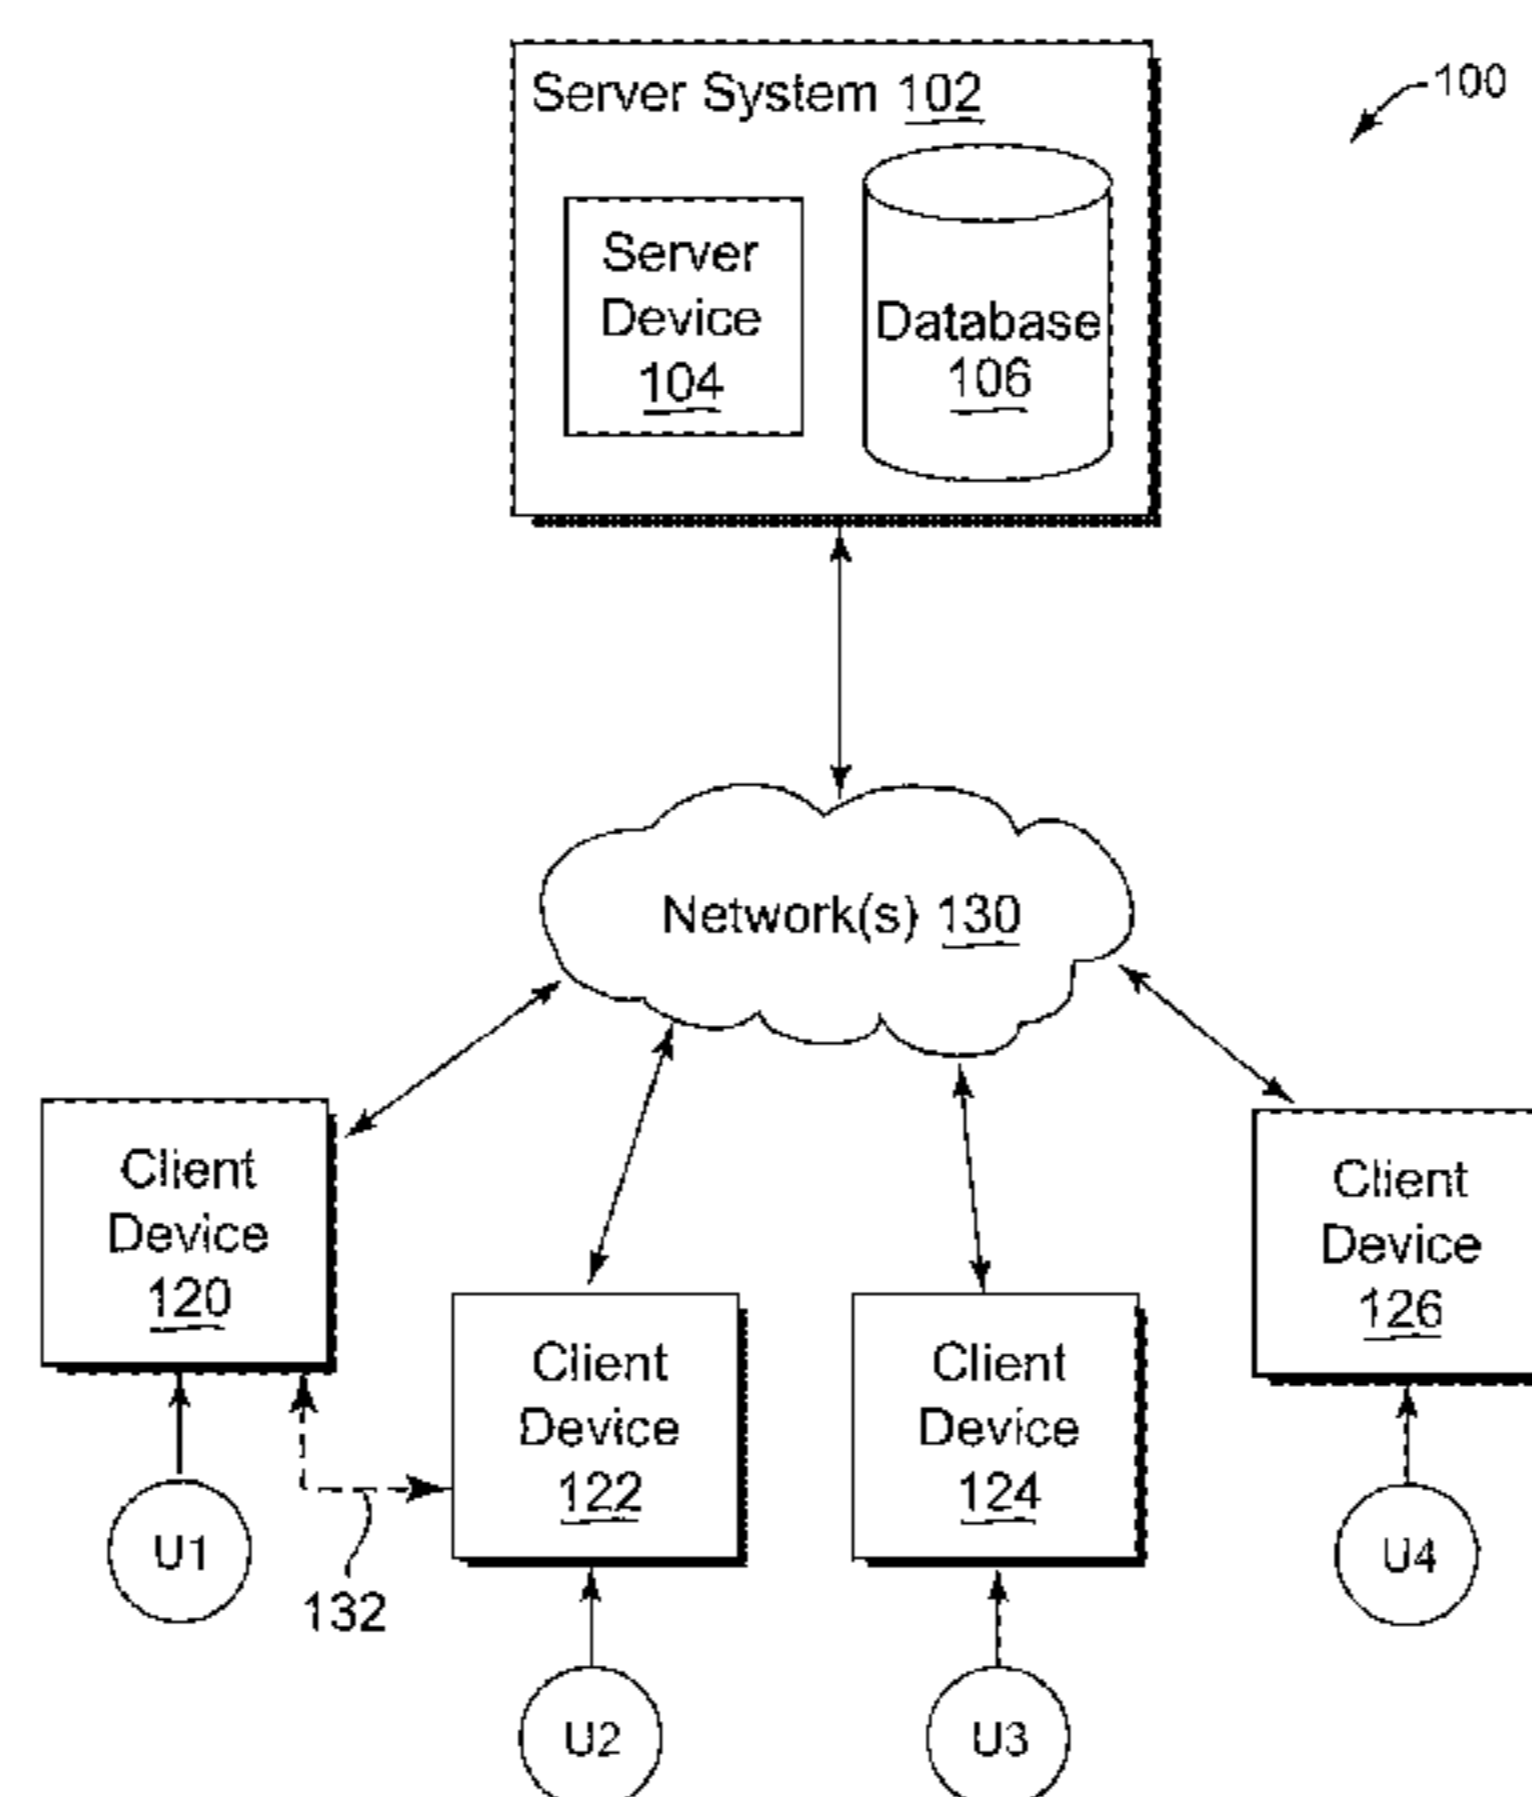 Server System 102
100
Server
Device
104
Database
106
Network(s) 130
Client
Device
120
Client
Device
126
Client
Device
122
Client
Device
124
U1
132
U4
U2
U3